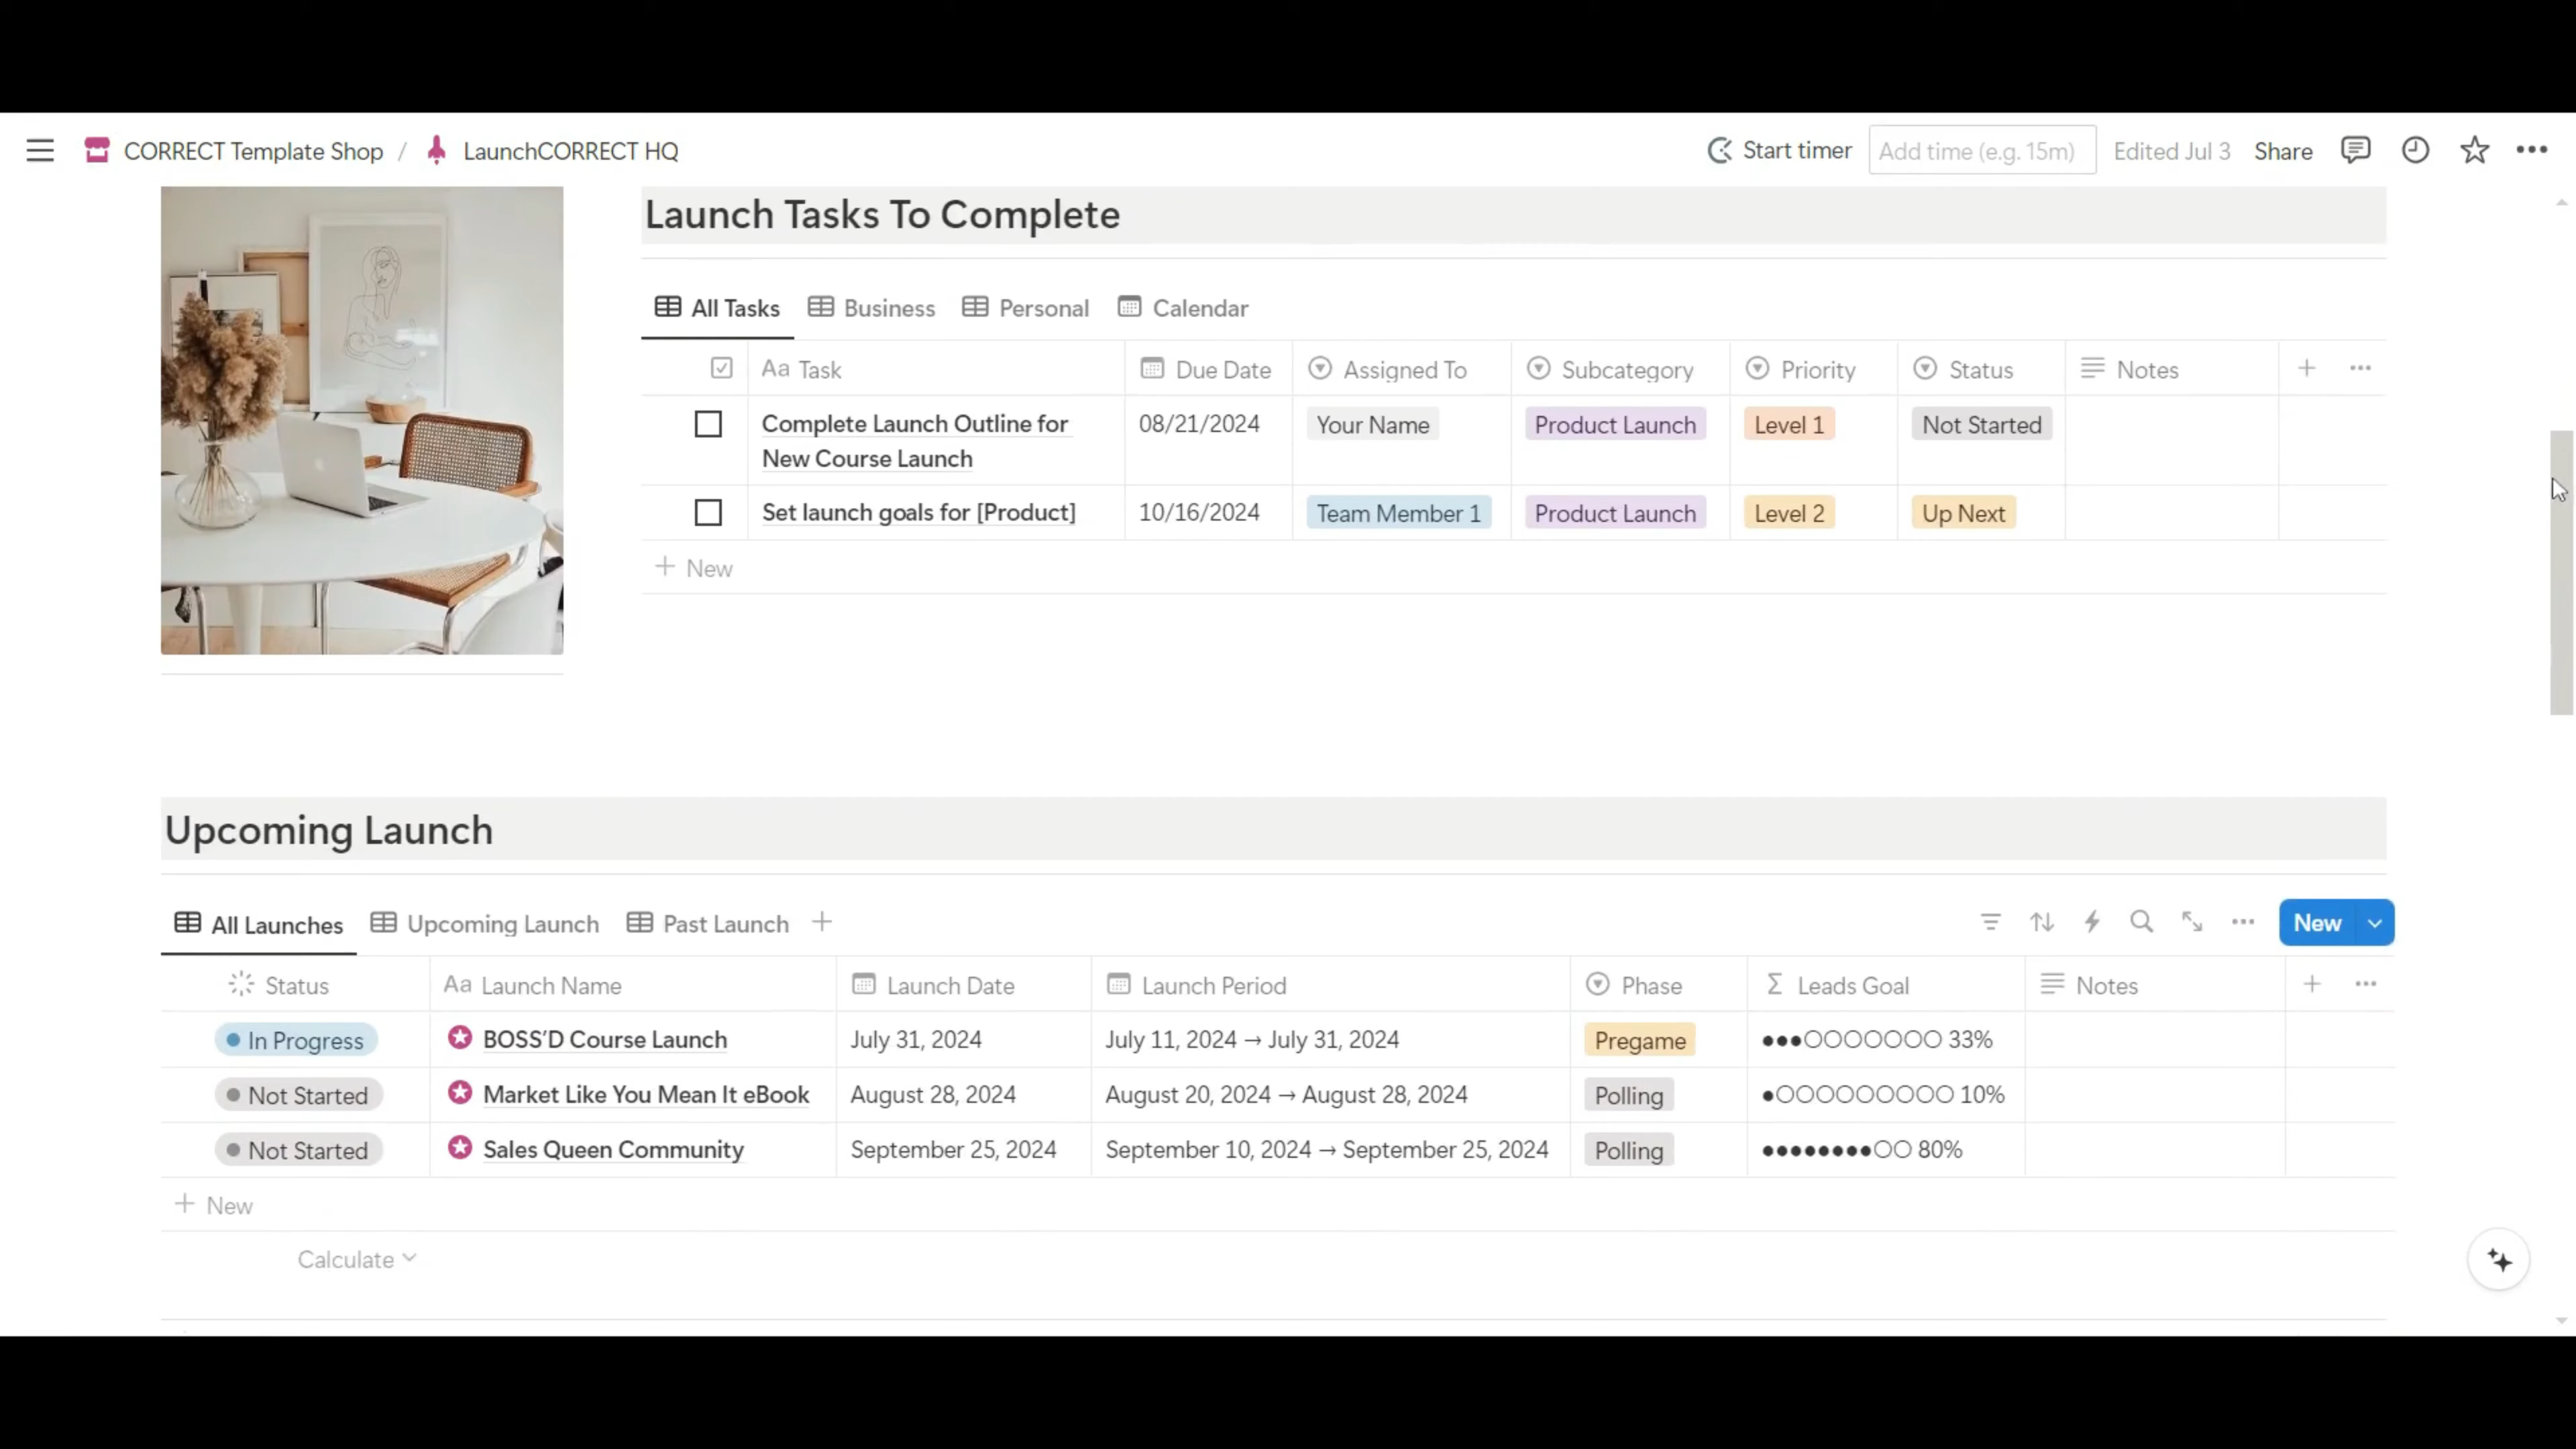 CORRECT Template Shop / LaunchCORRECT HQ
Start timer Add time (e.g. 15m) Edited Jul 3 Share
Launch Tasks To Complete
All Tasks Business Personal Calendar
Aa Task Due Date Assigned To Subcategory Priority Status Notes
Complete Launch Outline for 08/21/2024 Your Name Product Launch Level 1 Not Started
New Course Launch
Set launch goals for [Product] 10/16/2024 Team Member 1 Product Launch Level 2 Up Next
+ New
Upcoming Launch
All Launches Upcoming Launch Past Launch +
New
Status Aa Launch Name Launch Date Launch Period Phase Σ Leads Goal Notes
In Progress BOSS’D Course Launch July 31, 2024 July 11, 2024 → July 31, 2024 Pregame ●●●○○○○○○○ 33%
Not Started Market Like You Mean It eBook August 28, 2024 August 20, 2024 → August 28, 2024 Polling ●○○○○○○○○○ 10%
Not Started Sales Queen Community September 25, 2024 September 10, 2024 → September 25, 2024 Polling ●●●●●●●●○○ 80%
+ New
Calculate